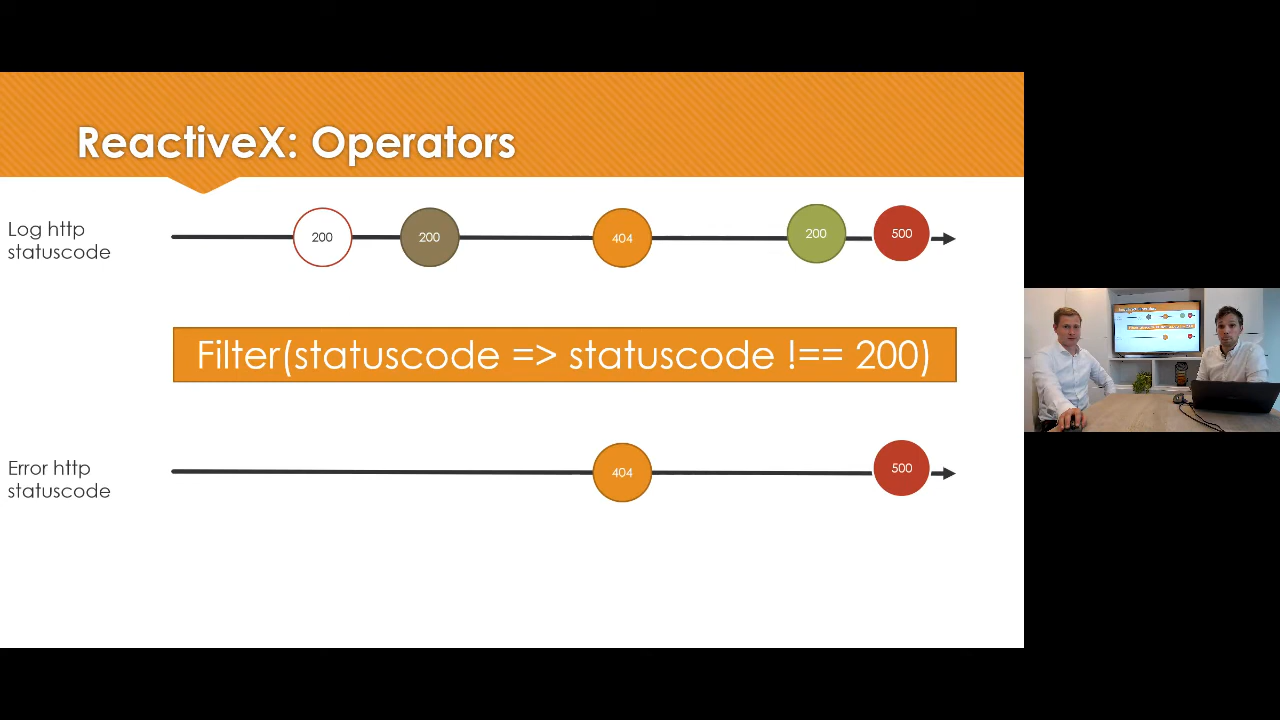 ReactiveX: Operators
Log http
statuscode
200
200
404
200
500
Filter(statuscode => statuscode !== 200)
Error http
statuscode
404
500